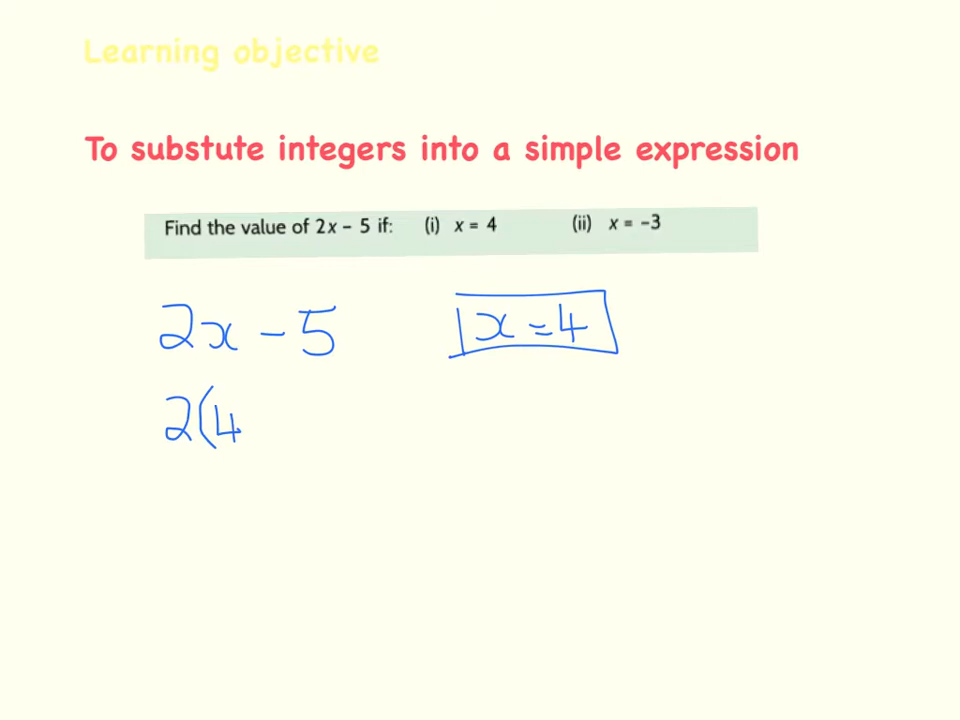 Learning objective
To substute integers into a simple expression
Find the value of 2x – 5 if: (i) x = 4 (ii) x = –3
2x – 5 x = 4
2(4